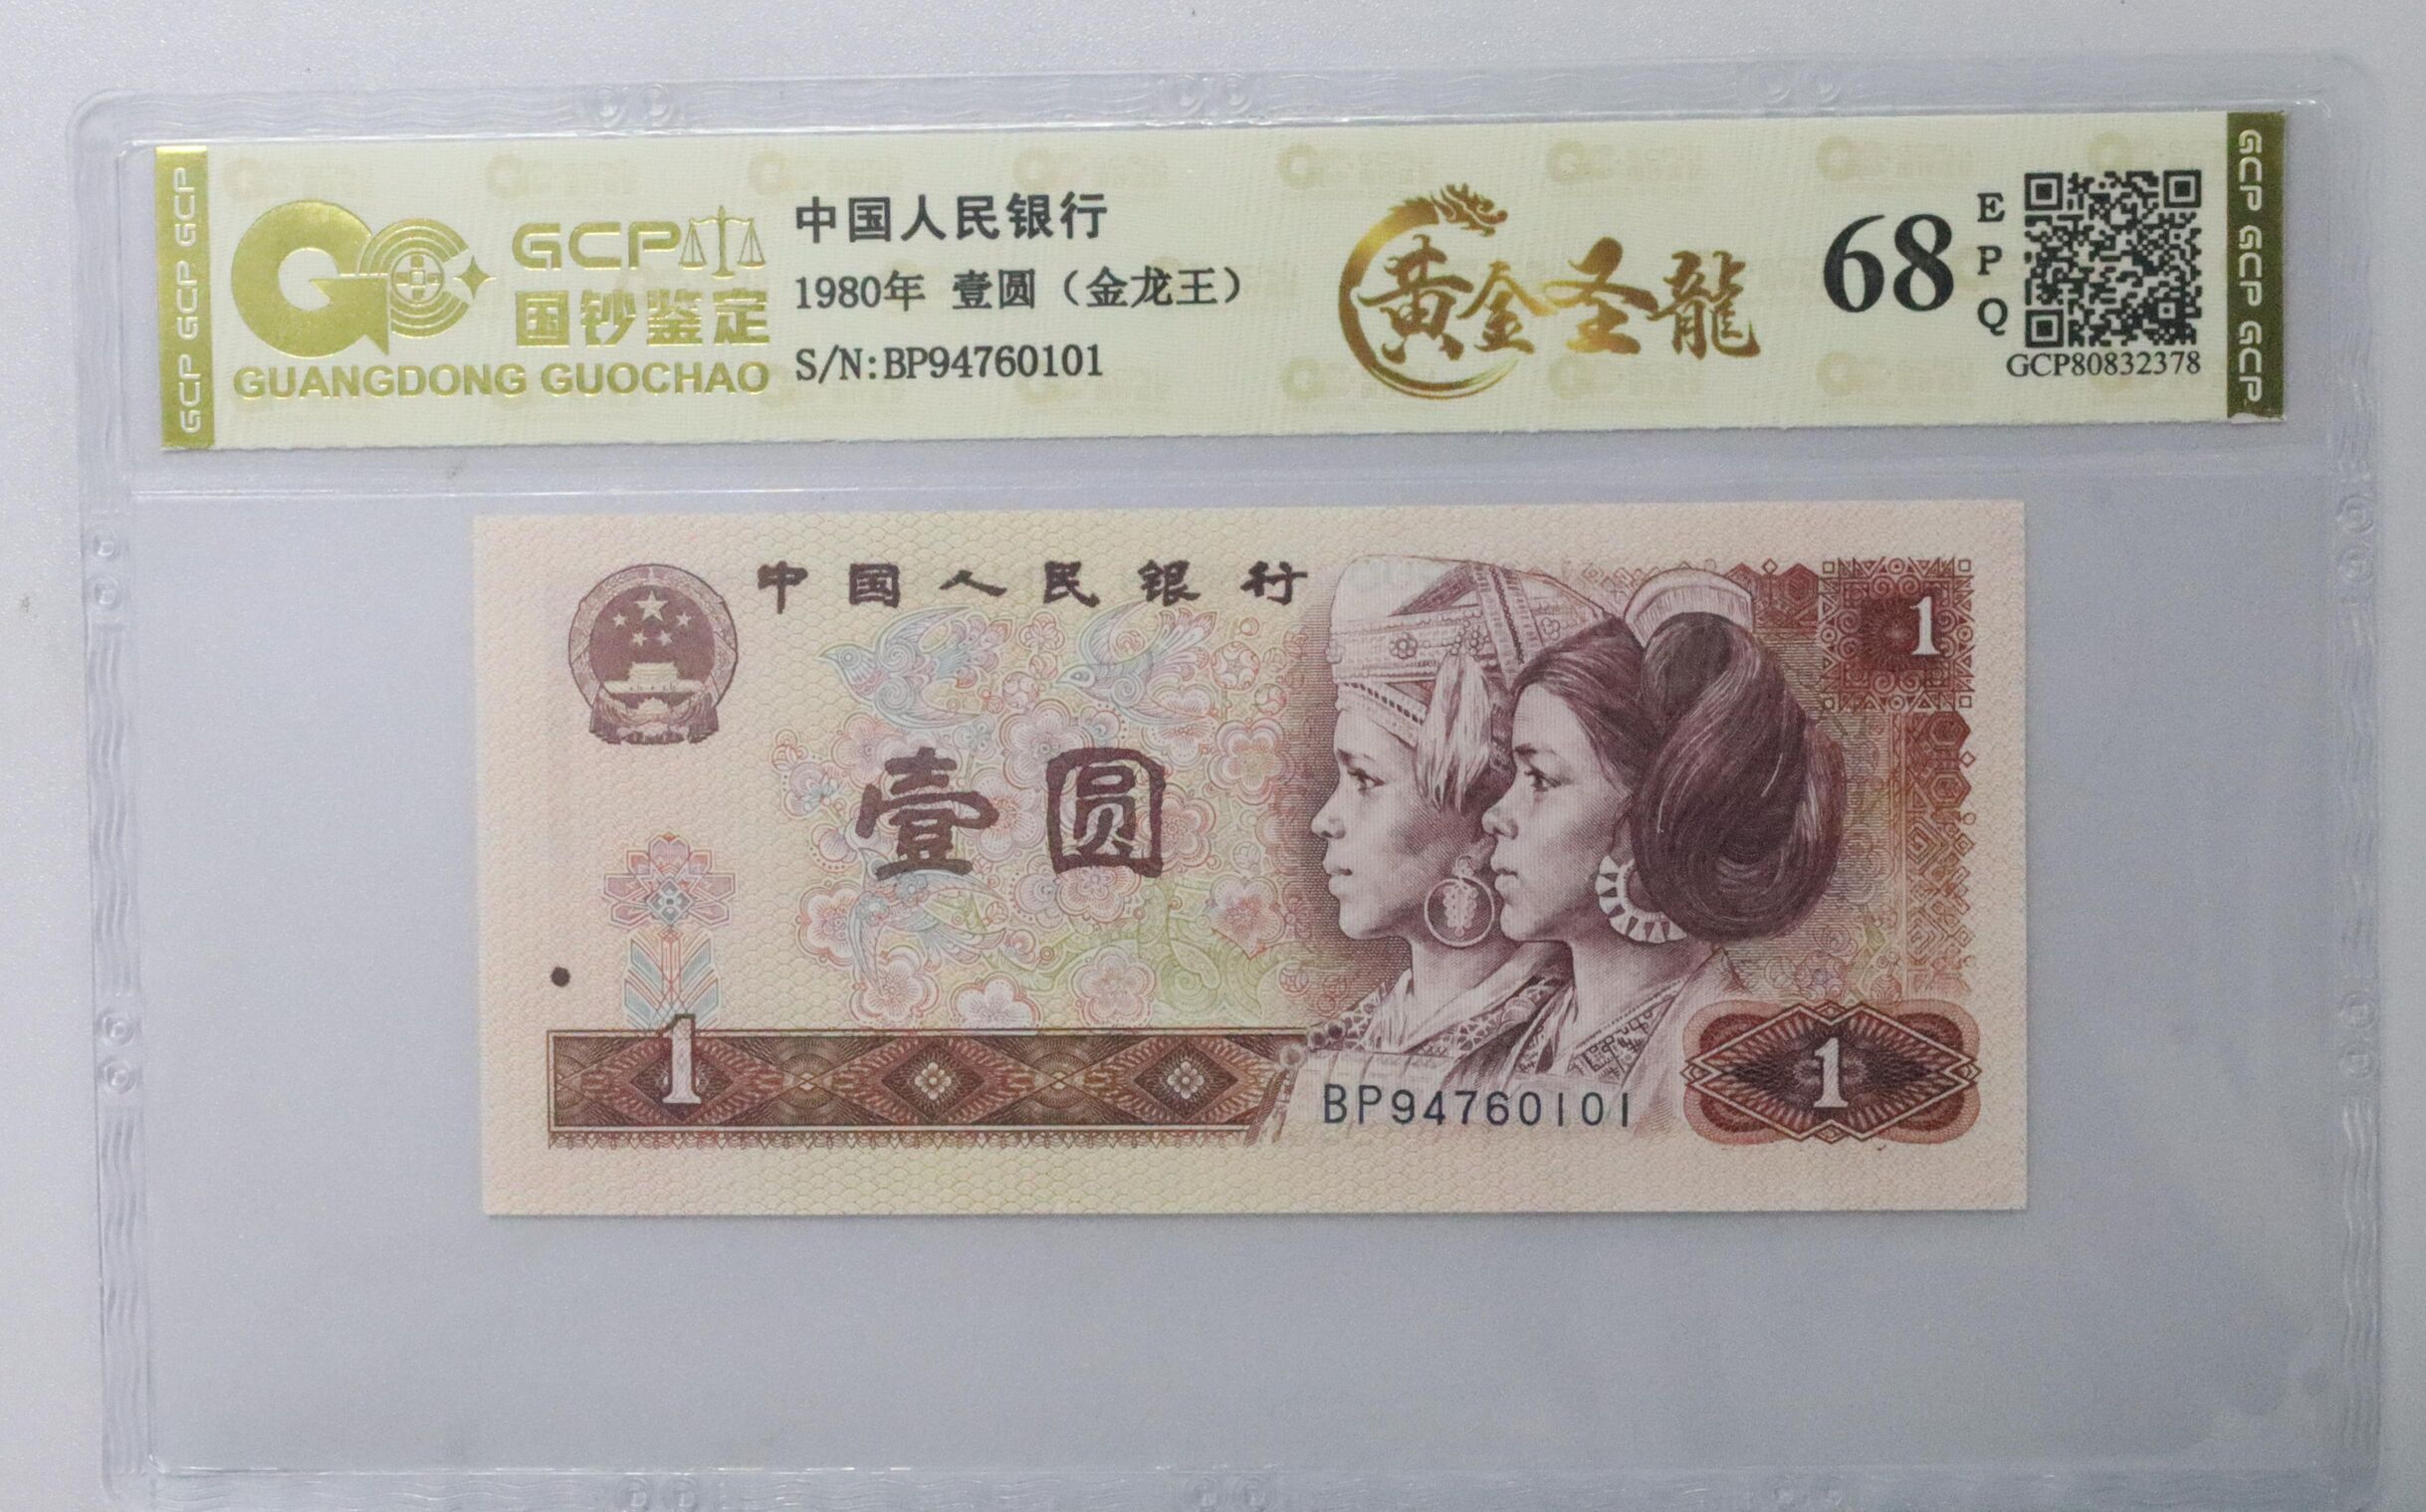 GCP GCP GCP
GCP
国钞鉴定
GUANGDONG GUOCHAO
中国人民银行
1980年 壹圆（金龙王）
S/N:BP94760101
黄金圣龍
68
E
P
Q
GCP80832378
GCP GCP GCP
中国人民银行
1
壹圆
1
BP94760101
1